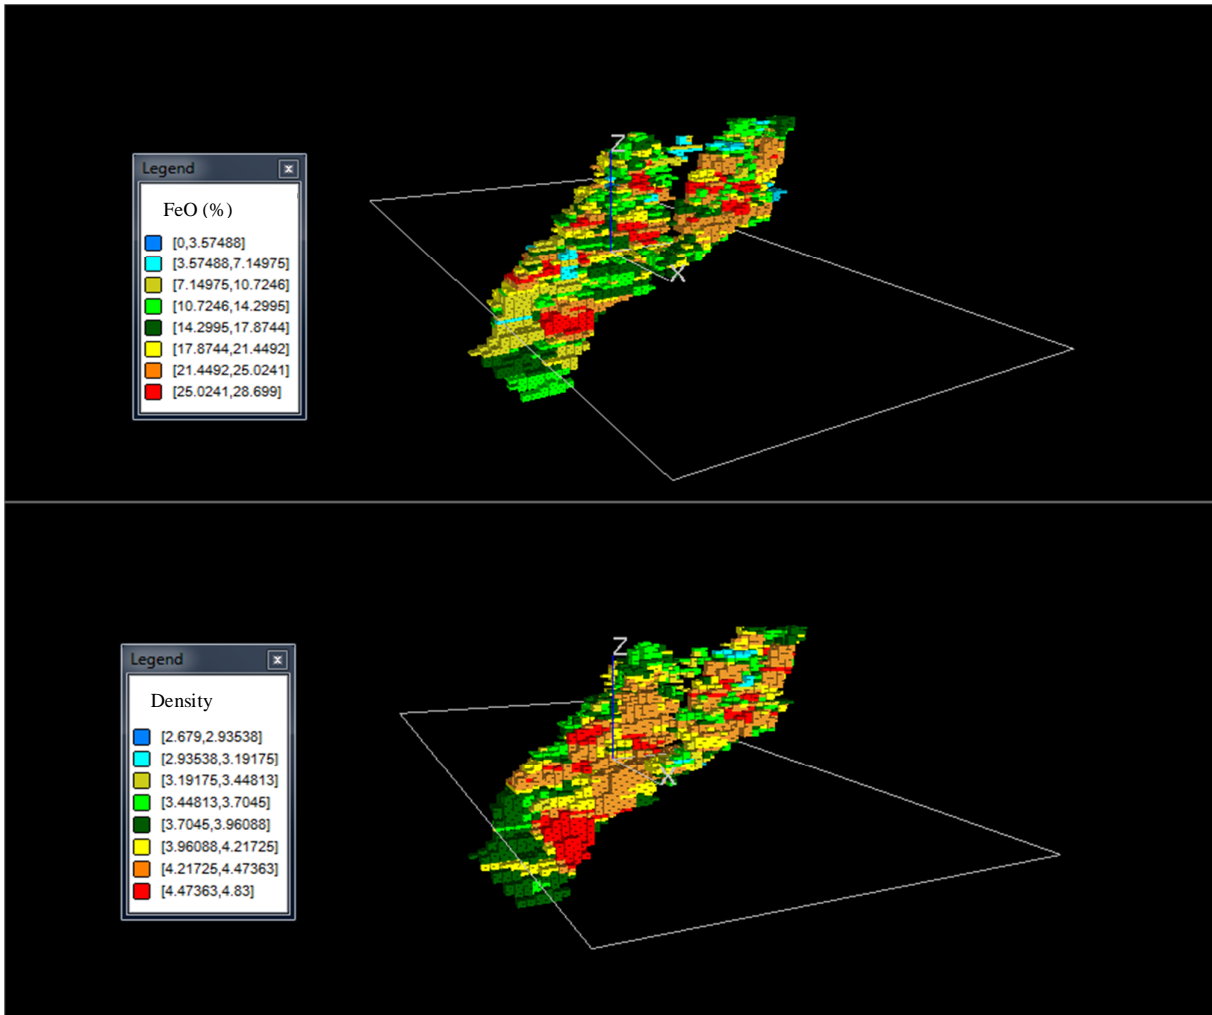 Z
Legend
x
FeO (%)
[0,3.57488]
[3.57488,7.14975]
[7.14975,10.7246]
[10.7246,14.2995]
[14.2995,17.8744]
[17.8744,21.4492]
[21.4492,25.0241]
[25.0241,28.699]
X
Z
Legend
x
Density
[2.679,2.93538]
[2.93538,3.19175]
[3.19175,3.44813]
[3.44813,3.7045]
[3.7045,3.96088]
[3.96088,4.21725]
[4.21725,4.47363]
[4.47363,4.83]
X